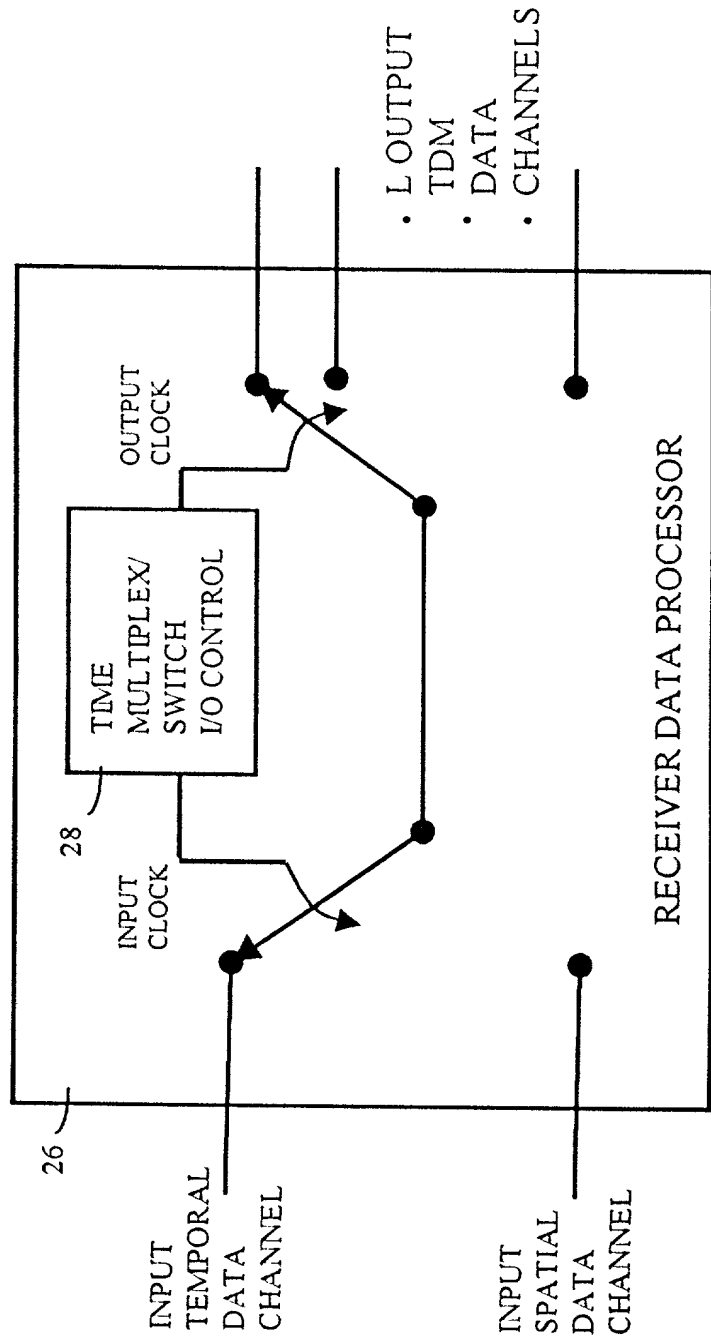 26
28
TIME
MULTIPLEX/
SWITCH
I/O CONTROL
INPUT
CLOCK
OUTPUT
CLOCK
INPUT
TEMPORAL
DATA
CHANNEL
INPUT
SPATIAL
DATA
CHANNEL
• L OUTPUT
TDM
• DATA
• CHANNELS
RECEIVER DATA PROCESSOR